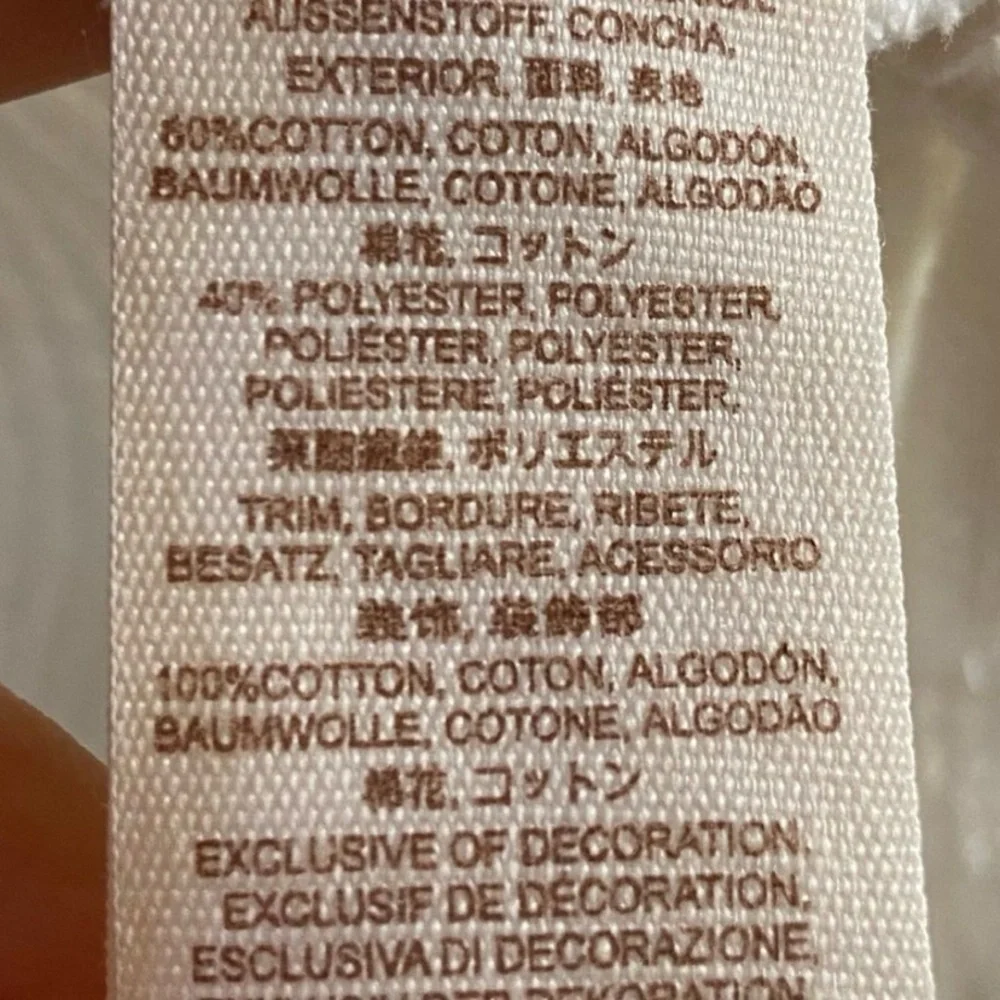 AUSSENSTOFF. CONCHA.
EXTERIOR. 面料, 表地
60%COTTON, COTON, ALGODÓN,
BAUMWOLLE, COTONE, ALGODÃO
棉花, コットン
40% POLYESTER, POLYESTER,
POLIÉSTER, POLYESTER,
POLIESTERE, POLIÉSTER,
聚酯纖維, ポリエステル
TRIM, BORDURE, RIBETE,
BESATZ, TAGLIARE, ACESSÓRIO
装饰, 装飾部
100%COTTON, COTON, ALGODÓN,
BAUMWOLLE, COTONE, ALGODÃO
棉花, コットン
EXCLUSIVE OF DECORATION.
EXCLUSIF DE DÉCORATION.
ESCLUSIVA DI DECORAZIONE.